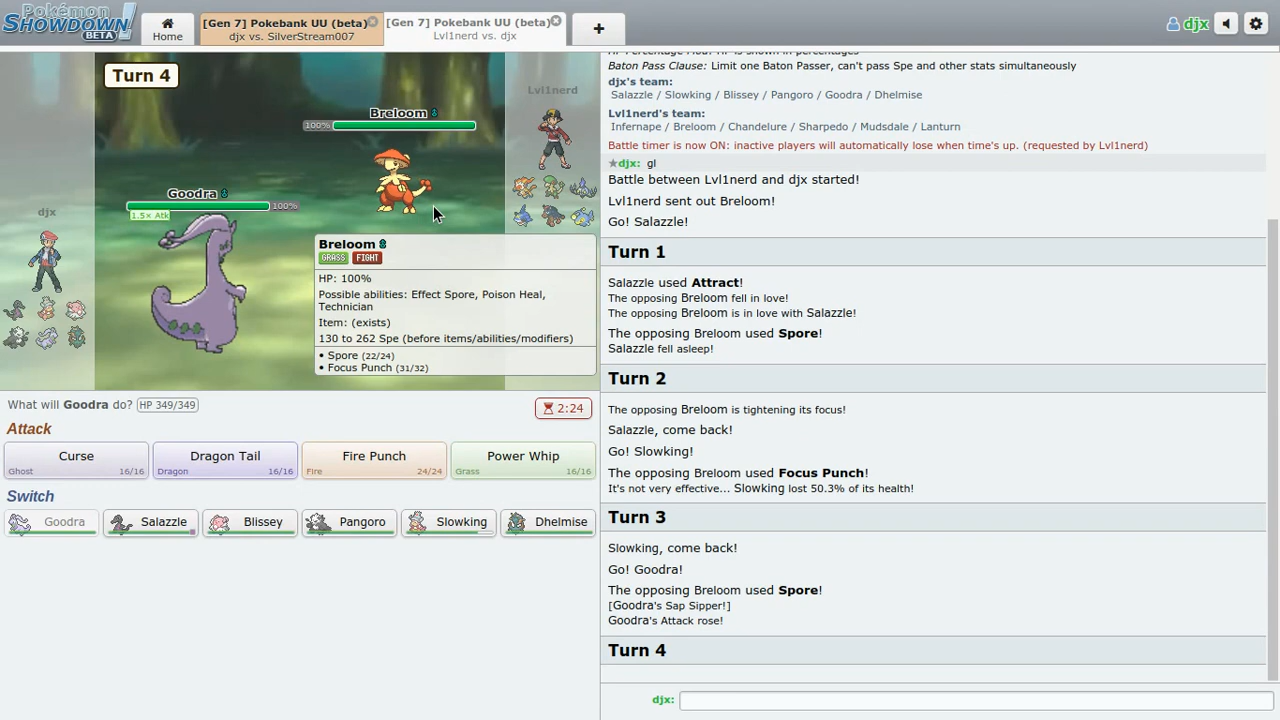 Pokémon
SHOWDOWN!
BETA
Home
[Gen 7] Pokebank UU (beta)
djx vs. SilverStream007
[Gen 7] Pokebank UU (beta)
Lvl1nerd vs. djx
+
djx
Turn 4
Breloom
100%
Goodra
100%
1.5× Atk
djx
Lvl1nerd
Breloom
GRASS FIGHT
HP: 100%
Possible abilities: Effect Spore, Poison Heal,
Technician
Item: (exists)
130 to 262 Spe (before items/abilities/modifiers)
• Spore (22/24)
• Focus Punch (31/32)
What will Goodra do? HP 349/349
2:24
Attack
Curse
Ghost 16/16
Dragon Tail
Dragon 16/16
Fire Punch
Fire 24/24
Power Whip
Grass 16/16
Switch
Goodra
Salazzle
Blissey
Pangoro
Slowking
Dhelmise
Baton Pass Clause: Limit one Baton Passer, can't pass Spe and other stats simultaneously
djx's team:
Salazzle / Slowking / Blissey / Pangoro / Goodra / Dhelmise
Lvl1nerd's team:
Infernape / Breloom / Chandelure / Sharpedo / Mudsdale / Lanturn
Battle timer is now ON: inactive players will automatically lose when time's up. (requested by Lvl1nerd)
★djx: gl
Battle between Lvl1nerd and djx started!
Lvl1nerd sent out Breloom!
Go! Salazzle!
Turn 1
Salazzle used Attract!
The opposing Breloom fell in love!
The opposing Breloom is in love with Salazzle!
The opposing Breloom used Spore!
Salazzle fell asleep!
Turn 2
The opposing Breloom is tightening its focus!
Salazzle, come back!
Go! Slowking!
The opposing Breloom used Focus Punch!
It's not very effective... Slowking lost 50.3% of its health!
Turn 3
Slowking, come back!
Go! Goodra!
The opposing Breloom used Spore!
[Goodra's Sap Sipper!]
Goodra's Attack rose!
Turn 4
djx: